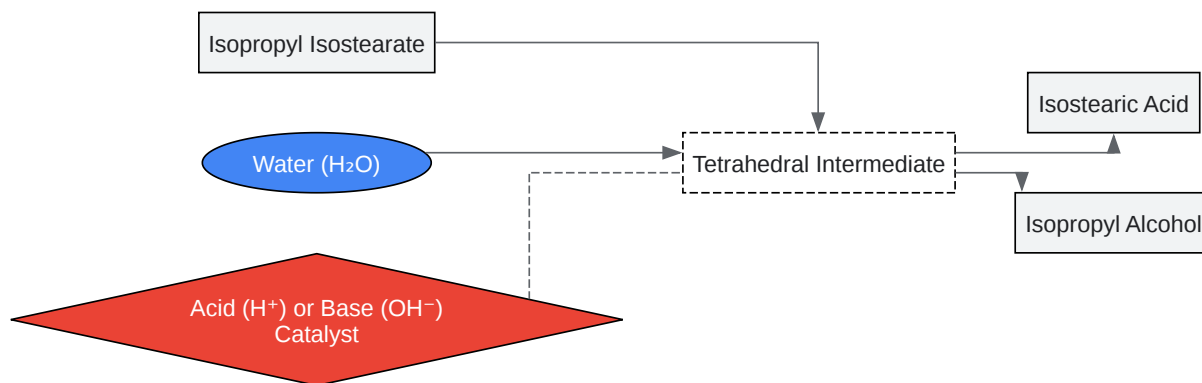 Isopropyl Isostearate
Isostearic Acid
Water (H₂O)
Tetrahedral Intermediate
Isopropyl Alcohol
Acid (H⁺) or Base (OH⁻)
Catalyst